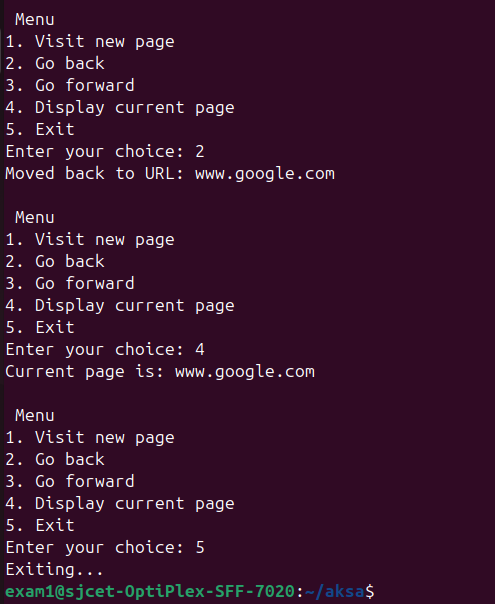 Menu
1. Visit new page
2. Go back
3. Go forward
4. Display current page
5. Exit
Enter your choice: 2
Moved back to URL: www.google.com

 Menu
1. Visit new page
2. Go back
3. Go forward
4. Display current page
5. Exit
Enter your choice: 4
Current page is: www.google.com

 Menu
1. Visit new page
2. Go back
3. Go forward
4. Display current page
5. Exit
Enter your choice: 5
Exiting...
exam1@sjcet-OptiPlex-SFF-7020:~/aksa$